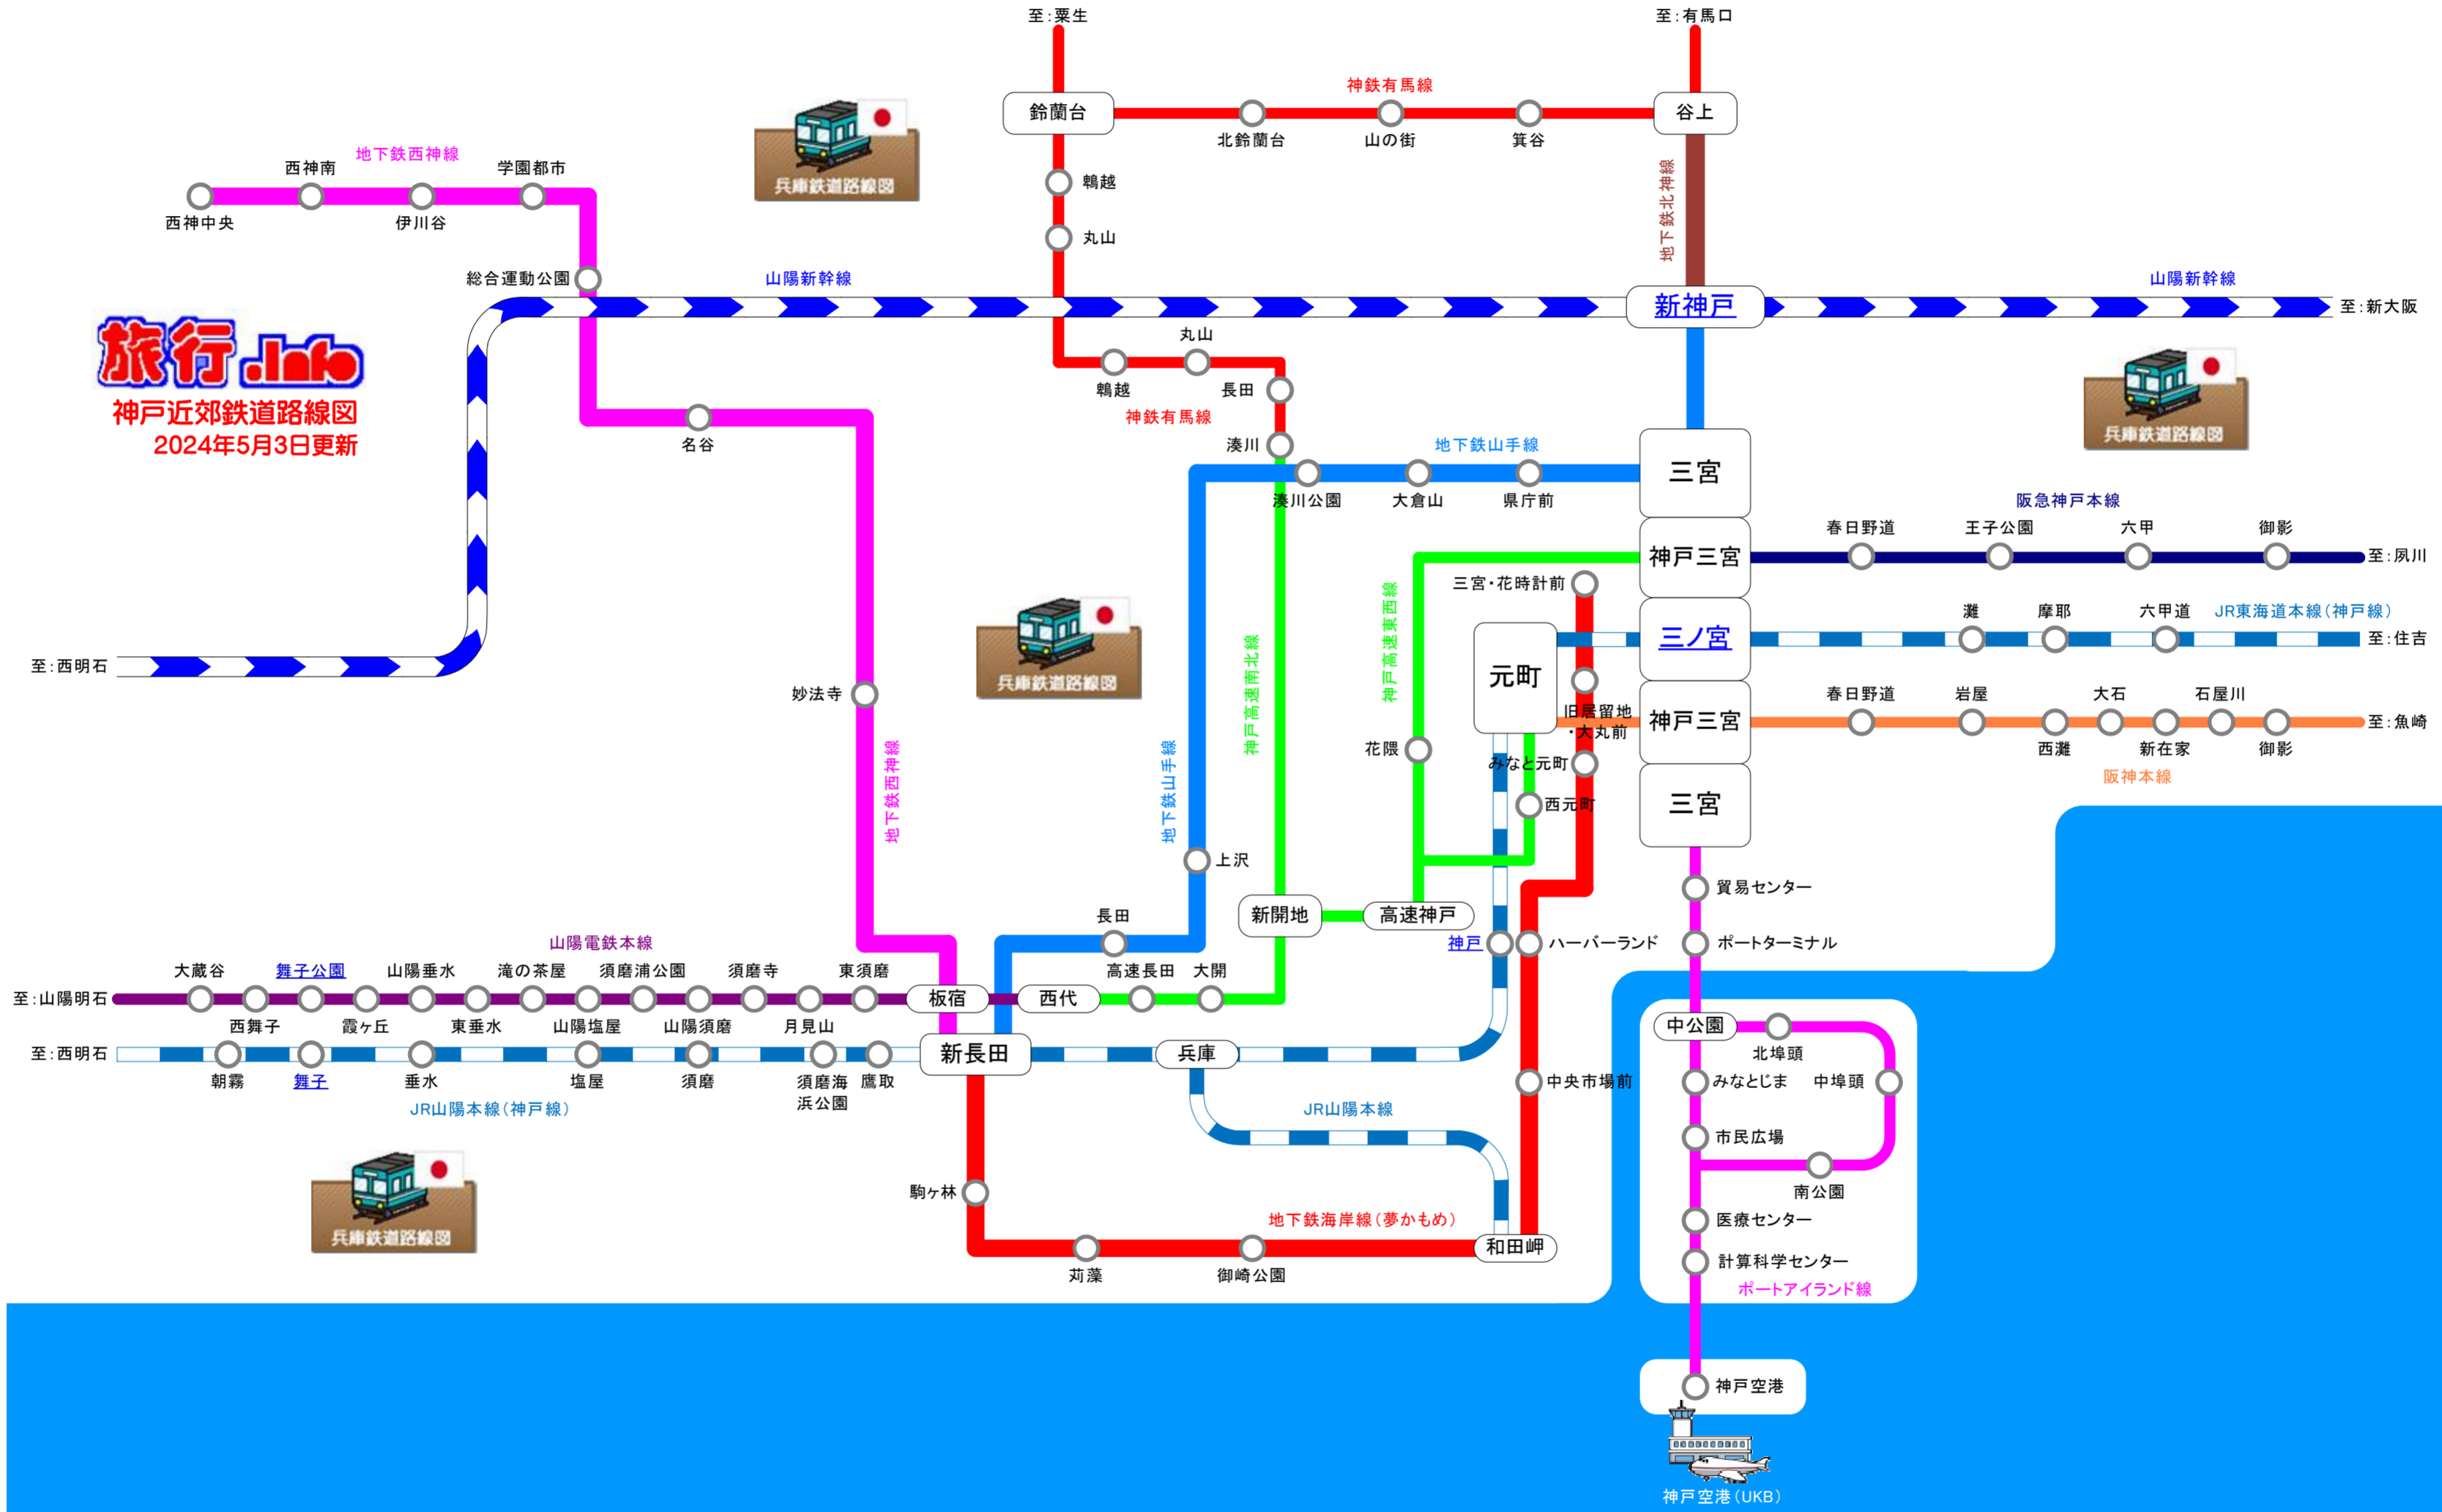 至:粟生
至:有馬口
神鉄有馬線
鈴蘭台
谷上
北鈴蘭台
山の街
箕谷
兵庫鉄道路線図
地下鉄西神線
西神南
学園都市
西神中央
伊川谷
鵯越
丸山
地下鉄北神線
総合運動公園
山陽新幹線
新神戸
山陽新幹線
至:新大阪
旅行.Info
神戸近郊鉄道路線図
2024年5月3日更新
丸山
鵯越
長田
神鉄有馬線
兵庫鉄道路線図
名谷
湊川
地下鉄山手線
三宮
湊川公園
大倉山
県庁前
阪急神戸本線
神戸三宮
春日野道
王子公園
六甲
御影
至:夙川
三宮・花時計前
神戸高速東西線
神戸高速南北線
三ノ宮
灘
摩耶
六甲道
JR東海道本線(神戸線)
至:住吉
至:西明石
兵庫鉄道路線図
元町
妙法寺
旧居留地
・大丸前
神戸三宮
春日野道
岩屋
大石
石屋川
至:魚崎
西灘
新在家
御影
阪神本線
花隈
みなと元町
西元町
地下鉄西神線
地下鉄山手線
三宮
上沢
貿易センター
新開地
高速神戸
長田
神戸
ハーバーランド
ポートターミナル
山陽電鉄本線
大蔵谷
舞子公園
山陽垂水
滝の茶屋
須磨浦公園
須磨寺
東須磨
高速長田
大開
至:山陽明石
板宿
西代
西舞子
霞ヶ丘
東垂水
山陽塩屋
山陽須磨
月見山
中公園
北埠頭
至:西明石
新長田
兵庫
朝霧
舞子
垂水
塩屋
須磨
須磨海
浜公園
鷹取
中央市場前
みなとじま
中埠頭
JR山陽本線(神戸線)
JR山陽本線
市民広場
南公園
兵庫鉄道路線図
駒ヶ林
地下鉄海岸線(夢かもめ)
医療センター
和田岬
計算科学センター
苅藻
御崎公園
ポートアイランド線
神戸空港
神戸空港(UKB)